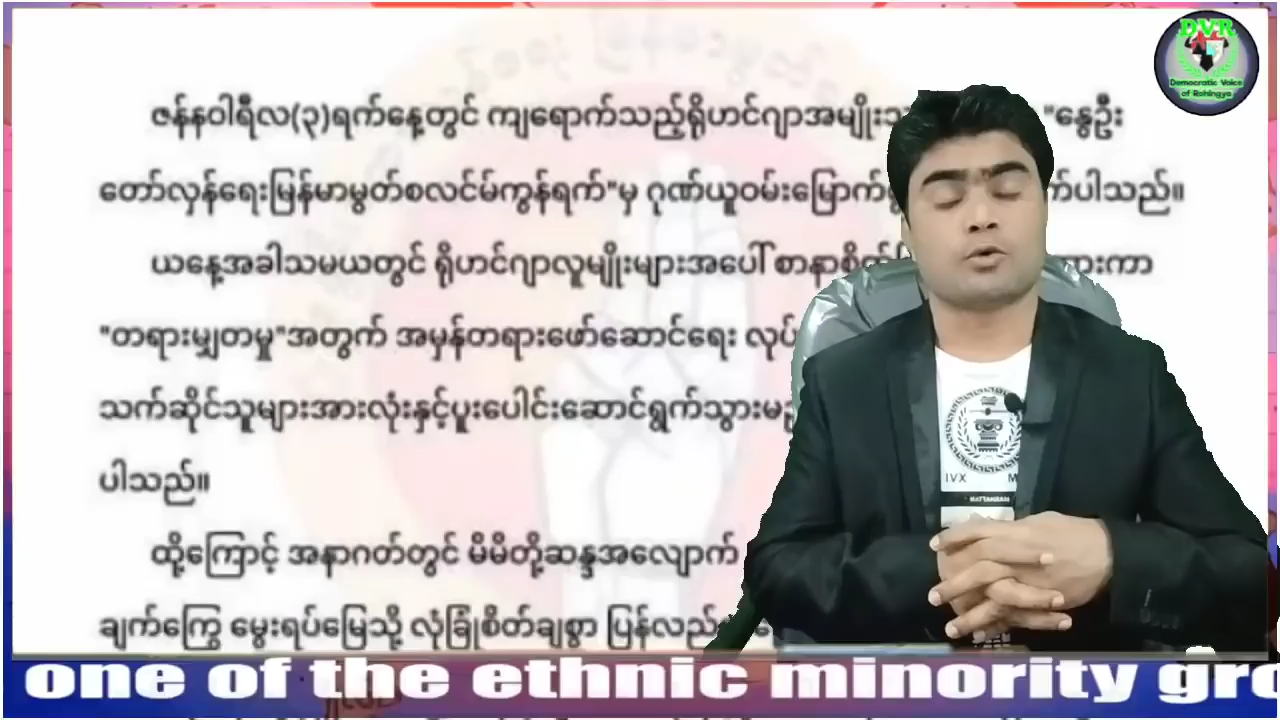 DVR
Democratic Voice
of Rohingya
ဇန်နဝါရီလ(၃)ရက်နေ့တွင် ကျရောက်သည့်ရိုဟင်ဂျာအမျိုး "နွေဦး
တော်လှန်ရေးမြန်မာမွတ်စလင်မ်ကွန်ရက်"မှ ဂုဏ်ယူဝမ်းမြောက် ပါသည်။
ယနေ့အခါသမယတွင် ရိုဟင်ဂျာလူမျိုးများအပေါ် စာနာစိတ်
"တရားမျှတမှု"အတွက် အမှန်တရားဖော်ဆောင်ရေး လုပ်
သက်ဆိုင်သူများအားလုံးနှင့်ပူးပေါင်းဆောင်ရွက်သွားမည်
ပါသည်။
ထို့ကြောင့် အနာဂတ်တွင် မိမိတို့ဆန္ဒအလျောက်
ချက်ကြွေ မွေးရပ်မြေသို့ လုံခြုံစိတ်ချစွာ ပြန်လည်
IVX M
one of the ethnic minority gro